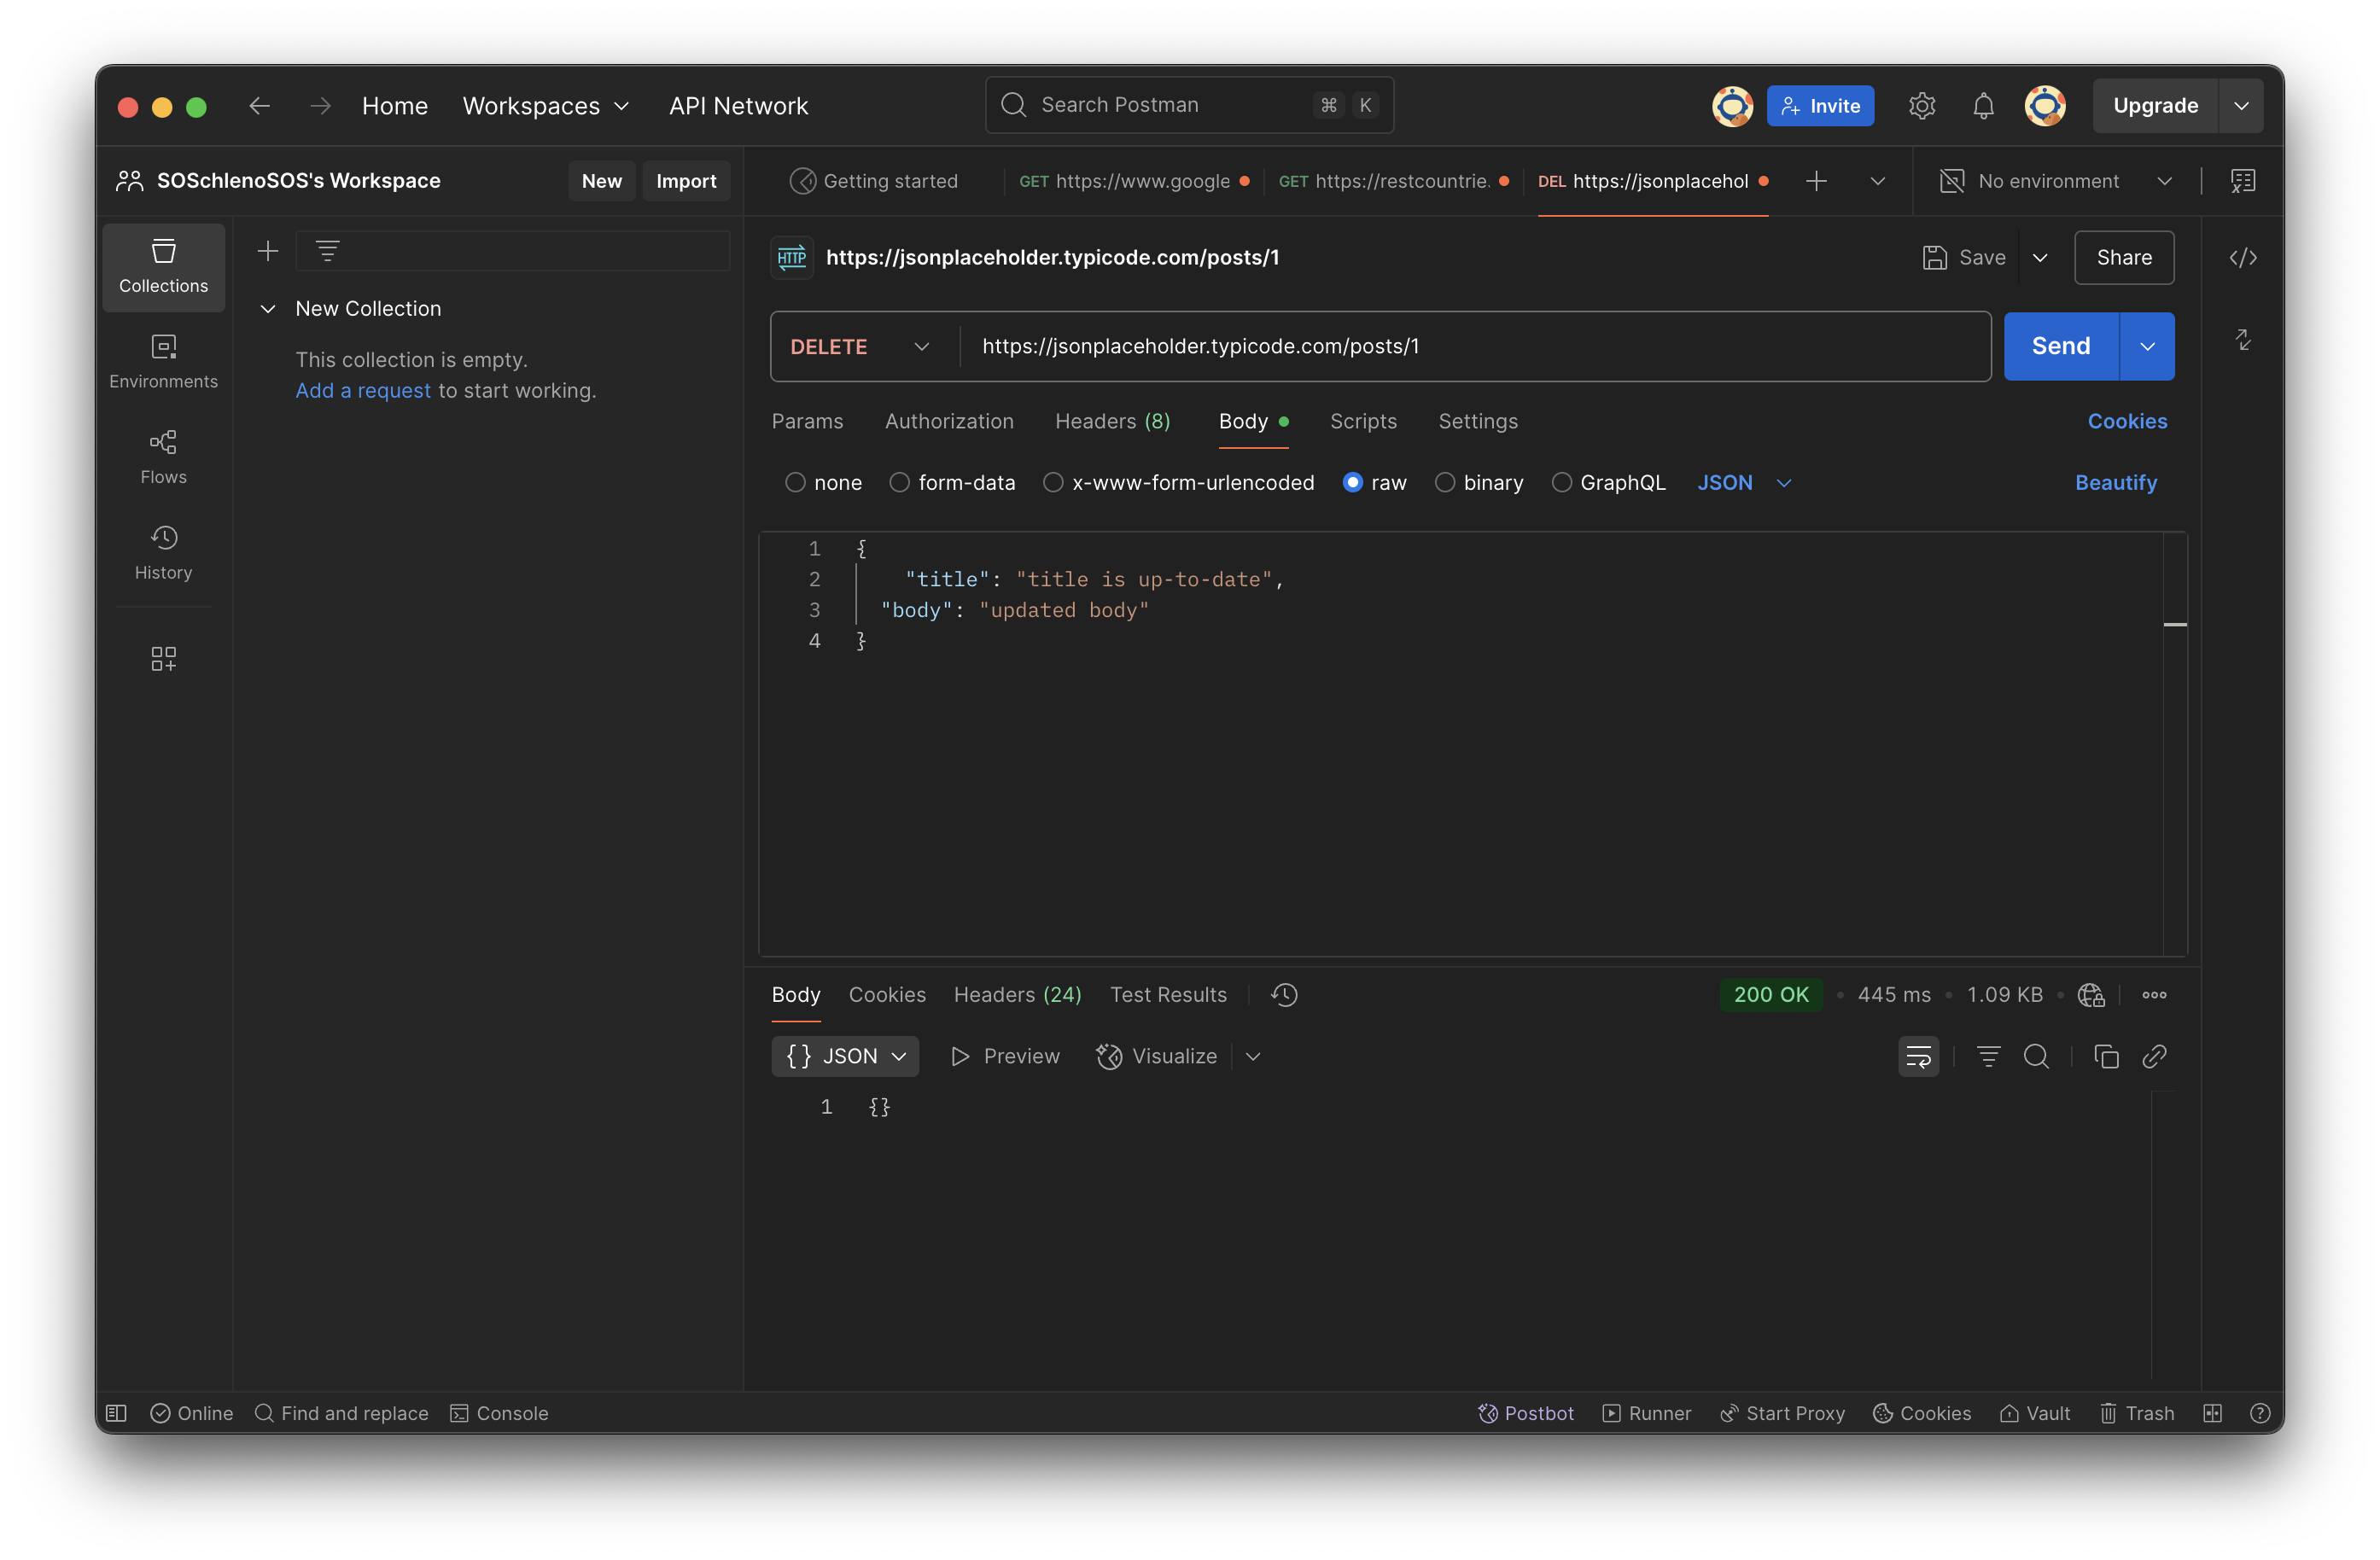 Home Workspaces API Network Search Postman ⌘ K Invite Upgrade
SOSchlenoSOS's Workspace New Import Getting started GET https://www.google GET https://restcountrie. DEL https://jsonplacehol No environment
Collections
Environments
Flows
History
New Collection
This collection is empty.
Add a request to start working.
HTTP https://jsonplaceholder.typicode.com/posts/1 Save Share
DELETE https://jsonplaceholder.typicode.com/posts/1 Send
Params Authorization Headers (8) Body Scripts Settings Cookies
none form-data x-www-form-urlencoded raw binary GraphQL JSON Beautify
1 {
2 "title": "title is up-to-date",
3 "body": "updated body"
4 }
Body Cookies Headers (24) Test Results 200 OK • 445 ms • 1.09 KB •
{} JSON Preview Visualize
1 {}
Online Find and replace Console Postbot Runner Start Proxy Cookies Vault Trash